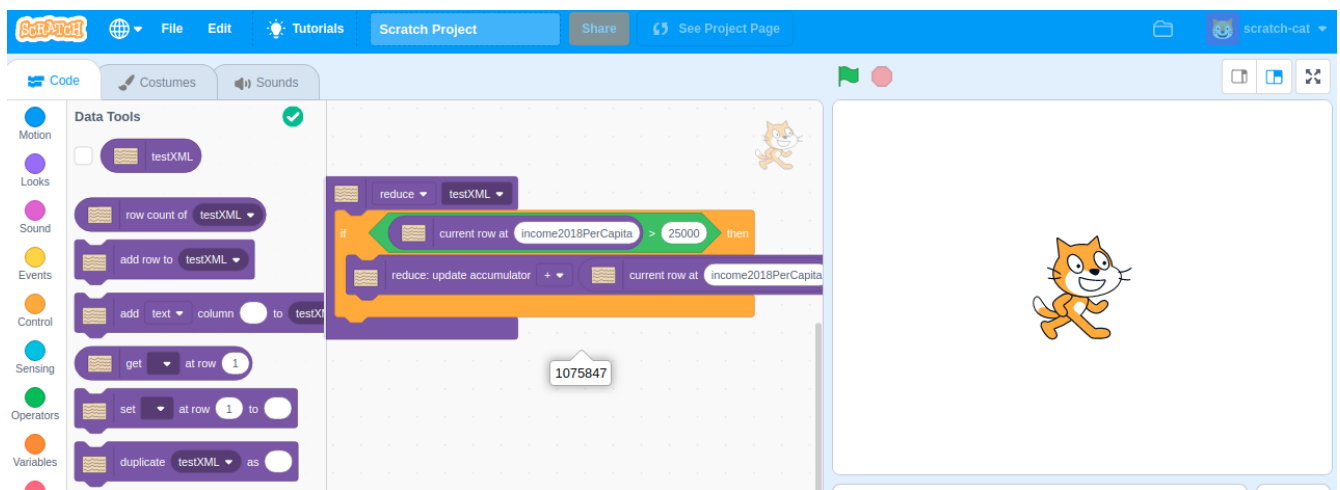 SCRATCH File Edit Tutorials Scratch Project Share See Project Page scratch-cat
Code Costumes Sounds
Motion
Looks
Sound
Events
Control
Sensing
Operators
Variables
Data Tools
testXML
row count of testXML
add row to testXML
add text column to testX
get at row 1
set at row 1 to
duplicate testXML as
reduce testXML
if current row at income2018PerCapita > 25000 then
reduce: update accumulator + current row at income2018PerCapita
1075847